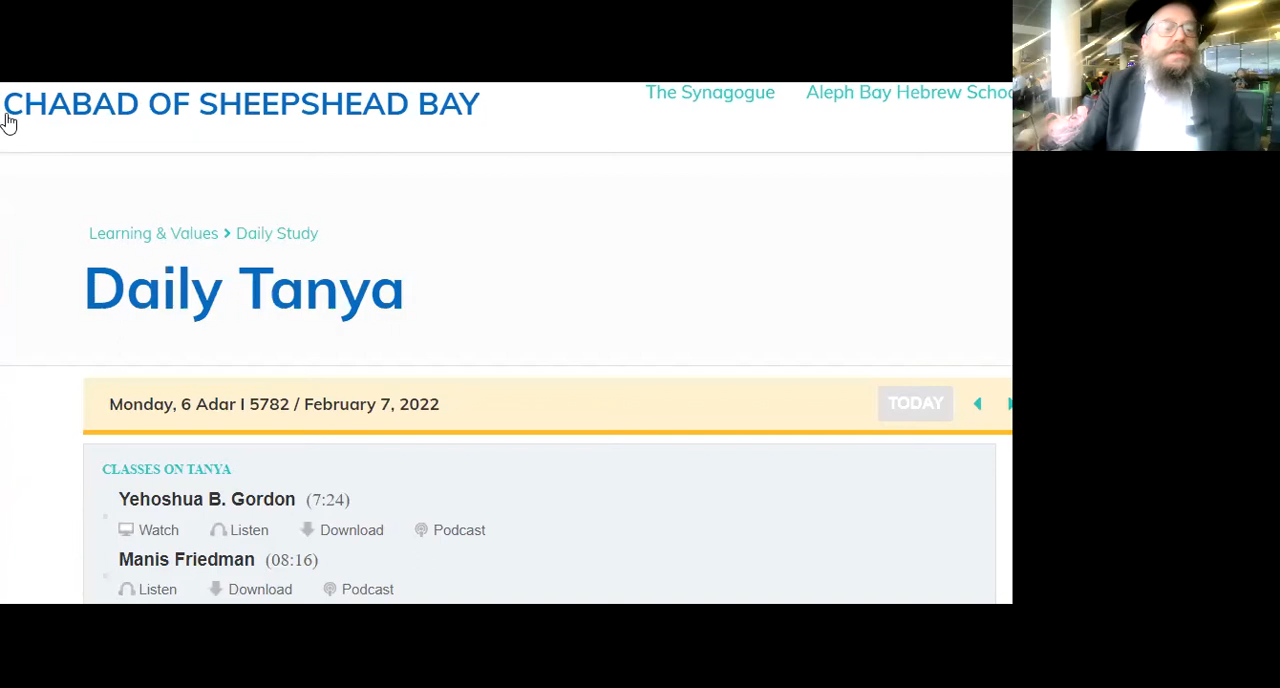 CHABAD OF SHEEPSHEAD BAY
The Synagogue
Aleph Bay Hebrew Schoo
Learning & Values > Daily Study
Daily Tanya
Monday, 6 Adar I 5782 / February 7, 2022
TODAY
CLASSES ON TANYA
Yehoshua B. Gordon (7:24)
Watch Listen Download Podcast
Manis Friedman (08:16)
Listen Download Podcast